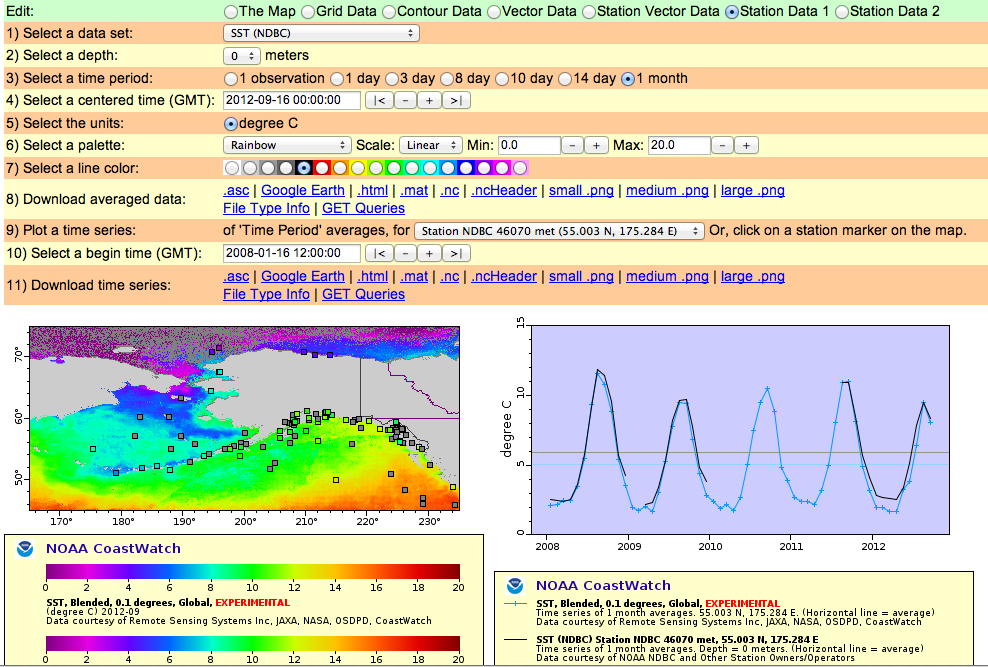 Edit: The Map Grid Data Contour Data Vector Data Station Vector Data Station Data 1 Station Data 2
1) Select a data set: SST (NDBC)
2) Select a depth: 0 meters
3) Select a time period: 1 observation 1 day 3 day 8 day 10 day 14 day 1 month
4) Select a centered time (GMT): 2012-09-16 00:00:00 |< - + >|
5) Select the units: degree C
6) Select a palette: Rainbow Scale: Linear Min: 0.0 - + Max: 20.0 - +
7) Select a line color:
8) Download averaged data: .asc | Google Earth | .html | .mat | .nc | .ncHeader | small .png | medium .png | large .png
File Type Info | GET Queries
9) Plot a time series: of 'Time Period' averages, for Station NDBC 46070 met (55.003 N, 175.284 E) Or, click on a station marker on the map.
10) Select a begin time (GMT): 2008-01-16 12:00:00 |< - + >|
11) Download time series: .asc | Google Earth | .html | .mat | .nc | .ncHeader | small .png | medium .png | large .png
File Type Info | GET Queries
70°
60°
50°
170° 180° 190° 200° 210° 220° 230°
NOAA CoastWatch
0 2 4 6 8 10 12 14 16 18 20
SST, Blended, 0.1 degrees, Global, EXPERIMENTAL
(degree C) 2012-09
Data courtesy of Remote Sensing Systems Inc, JAXA, NASA, OSDPD, CoastWatch
0 2 4 6 8 10 12 14 16 18 20
degree C
15
10
5
0
2008 2009 2010 2011 2012
NOAA CoastWatch
SST, Blended, 0.1 degrees, Global, EXPERIMENTAL
Time series of 1 month averages. 55.003 N, 175.284 E. (Horizontal line = average)
Data courtesy of Remote Sensing Systems Inc, JAXA, NASA, OSDPD, CoastWatch
SST (NDBC) Station NDBC 46070 met, 55.003 N, 175.284 E
Time series of 1 month averages. Depth = 0 meters. (Horizontal line = average)
Data courtesy of NOAA NDBC and Other Station Owners/Operators